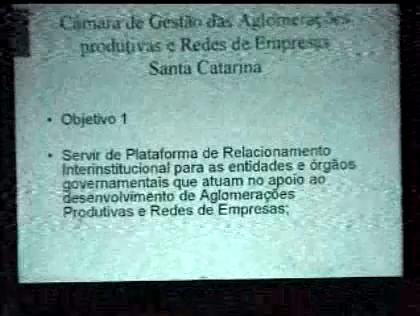 Câmara de Gestão das Aglomerações
produtivas e Redes de Empresas
Santa Catarina
• Objetivo 1
• Servir de Plataforma de Relacionamento
Interinstitucional para as entidades e órgãos
governamentais que atuam no apoio ao
desenvolvimento de Aglomerações
Produtivas e Redes de Empresas;